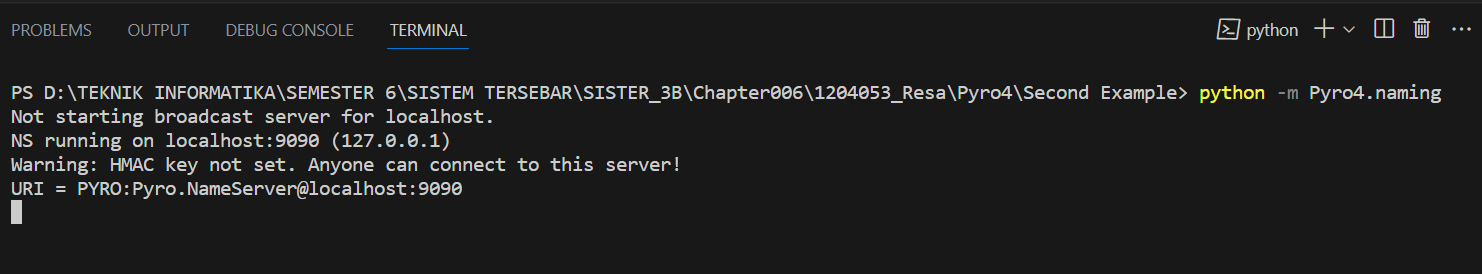 PROBLEMS OUTPUT DEBUG CONSOLE TERMINAL python
PS D:\TEKNIK INFORMATIKA\SEMESTER 6\SISTEM TERSEBAR\SISTER_3B\Chapter006\1204053_Resa\Pyro4\Second Example> python -m Pyro4.naming
Not starting broadcast server for localhost.
NS running on localhost:9090 (127.0.0.1)
Warning: HMAC key not set. Anyone can connect to this server!
URI = PYRO:Pyro.NameServer@localhost:9090